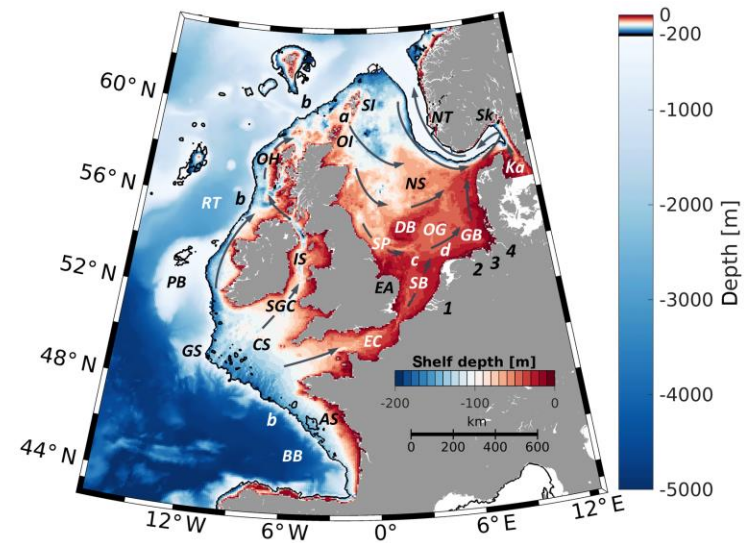 0
-200
-1000
-2000
-3000
-4000
-5000
Depth [m]
60° N
56° N
52° N
48° N
44° N
12° W
6° W
0° E
6° E
12° E
b
SI
a
OI
NT
Sk
Ka
OH
b
RT
NS
DB
OG
GB
SP
c
d
4
3
2
IS
PB
EA
SB
1
SGC
CS
GS
EC
Shelf depth [m]
-200
-100
0
km
0
200
400
600
b
AS
BB